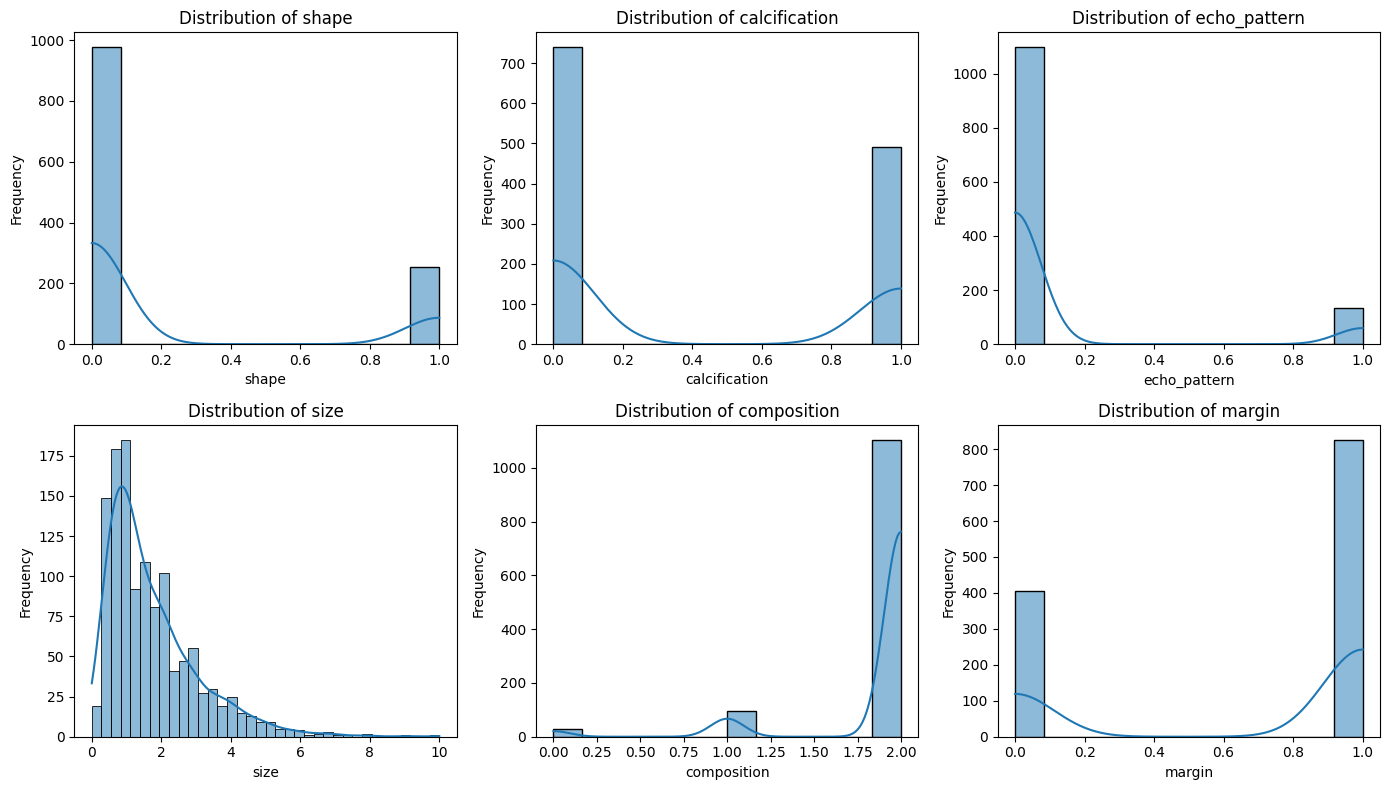 Distribution of shape
1000
800
600
400
200
0
Frequency
0.0 0.2 0.4 0.6 0.8 1.0
shape
Distribution of calcification
700
600
500
400
300
200
100
0
Frequency
0.0 0.2 0.4 0.6 0.8 1.0
calcification
Distribution of echo_pattern
1000
800
600
400
200
0
Frequency
0.0 0.2 0.4 0.6 0.8 1.0
echo_pattern
Distribution of size
175
150
125
100
75
50
25
0
Frequency
0 2 4 6 8 10
size
Distribution of composition
1000
800
600
400
200
0
Frequency
0.00 0.25 0.50 0.75 1.00 1.25 1.50 1.75 2.00
composition
Distribution of margin
800
700
600
500
400
300
200
100
0
Frequency
0.0 0.2 0.4 0.6 0.8 1.0
margin